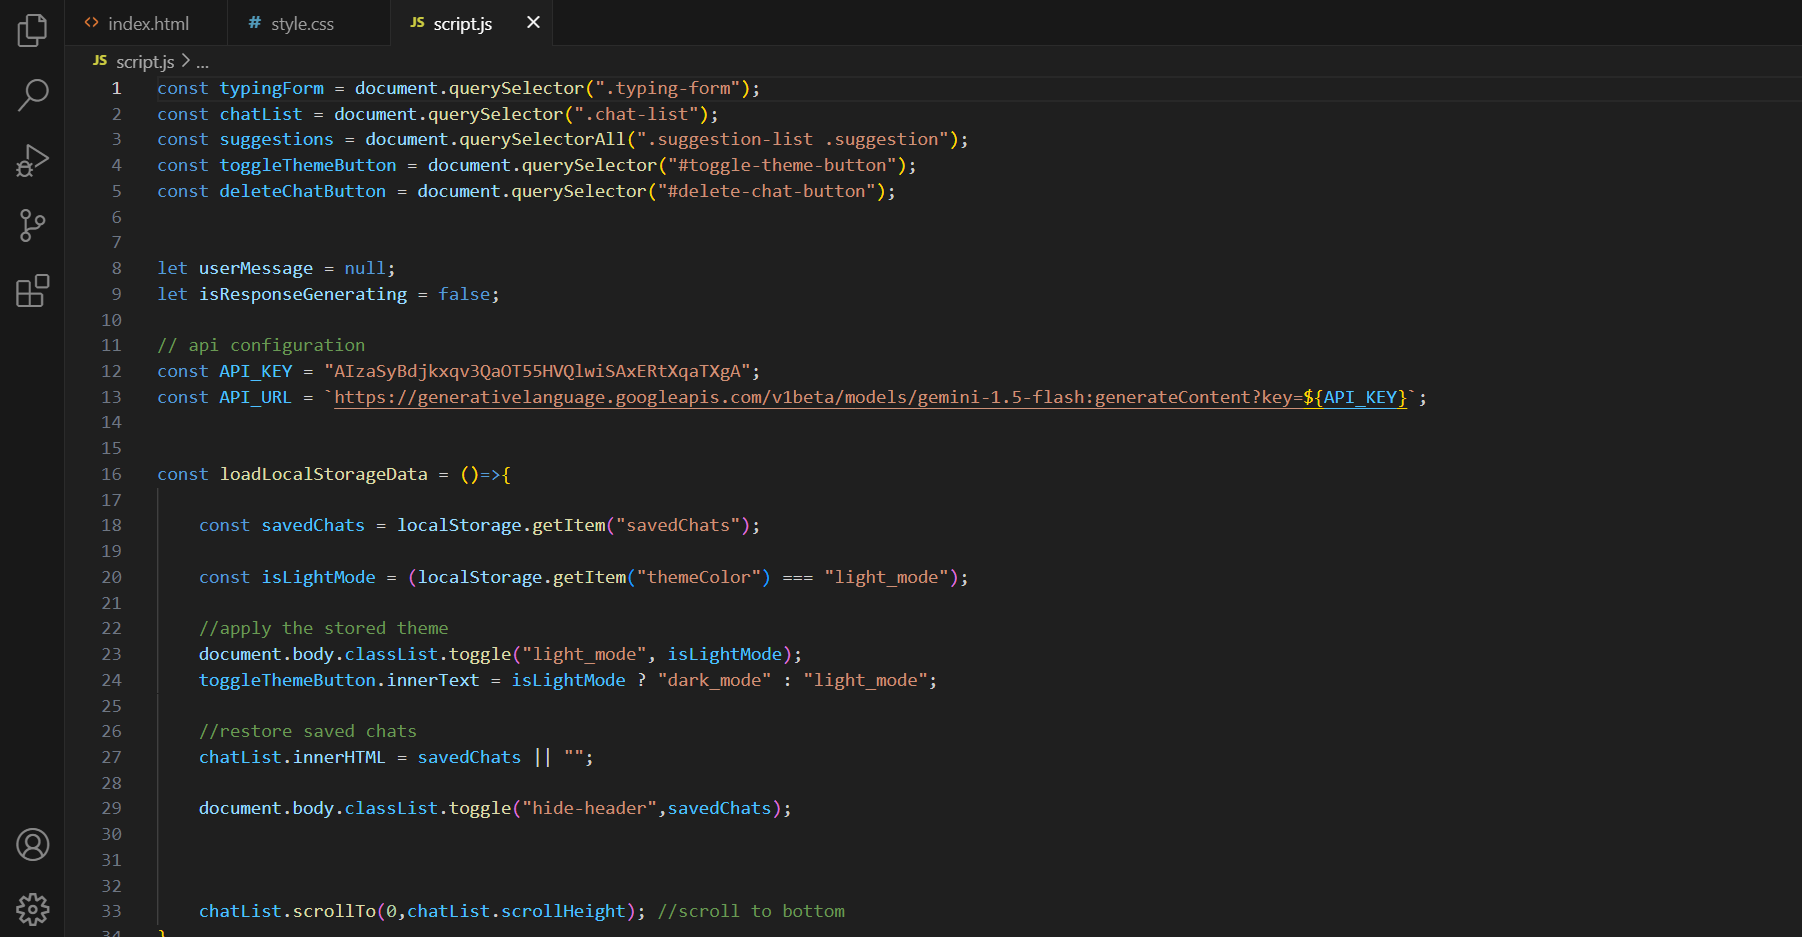 index.html
style.css
JS script.js
JS script.js > ...
1 const typingForm = document.querySelector(".typing-form");
2 const chatList = document.querySelector(".chat-list");
3 const suggestions = document.querySelectorAll(".suggestion-list .suggestion");
4 const toggleThemeButton = document.querySelector("#toggle-theme-button");
5 const deleteChatButton = document.querySelector("#delete-chat-button");
6
7
8 let userMessage = null;
9 let isResponseGenerating = false;
10
11 // api configuration
12 const API_KEY = "AIzaSyBdjkxqv3QaOT55HVQlwiSAxERtXqaTXgA";
13 const API_URL = `https://generativelanguage.googleapis.com/v1beta/models/gemini-1.5-flash:generateContent?key=${API_KEY}`;
14
15
16 const loadLocalStorageData = ()=>{
17
18 const savedChats = localStorage.getItem("savedChats");
19
20 const isLightMode = (localStorage.getItem("themeColor") === "light_mode");
21
22 //apply the stored theme
23 document.body.classList.toggle("light_mode", isLightMode);
24 toggleThemeButton.innerText = isLightMode ? "dark_mode" : "light_mode";
25
26 //restore saved chats
27 chatList.innerHTML = savedChats || "";
28
29 document.body.classList.toggle("hide-header",savedChats);
30
31
32
33 chatList.scrollTo(0,chatList.scrollHeight); //scroll to bottom
34 }